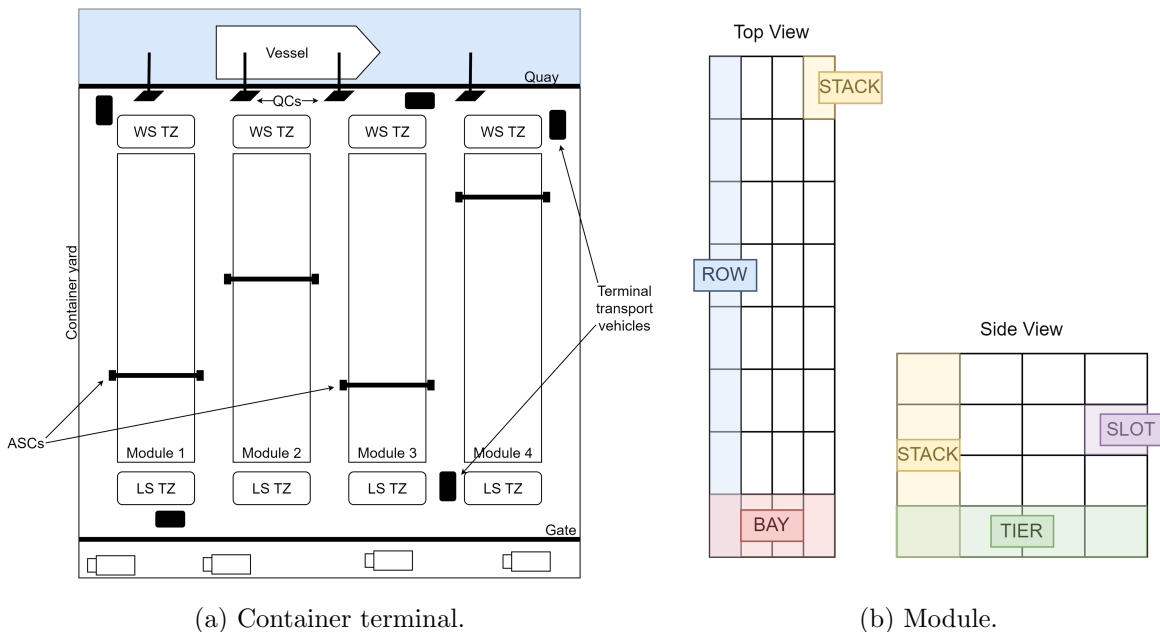 Vessel
Quay
QCs
WS TZ
WS TZ
WS TZ
WS TZ
Container yard
Terminal
transport
vehicles
ASCs
Module 1
Module 2
Module 3
Module 4
LS TZ
LS TZ
LS TZ
LS TZ
Gate
(a) Container terminal.
Top View
STACK
ROW
BAY
Side View
SLOT
STACK
TIER
(b) Module.